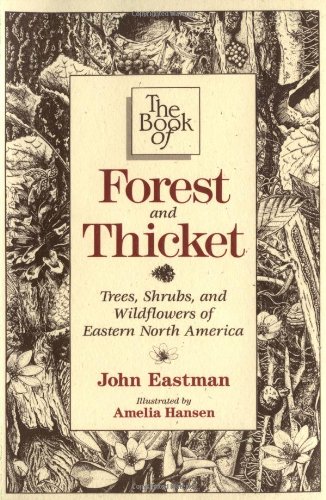 The
Book
of
Forest
and
Thicket
Trees, Shrubs, and
Wildflowers of
Eastern North America
John Eastman
Illustrated by
Amelia Hansen